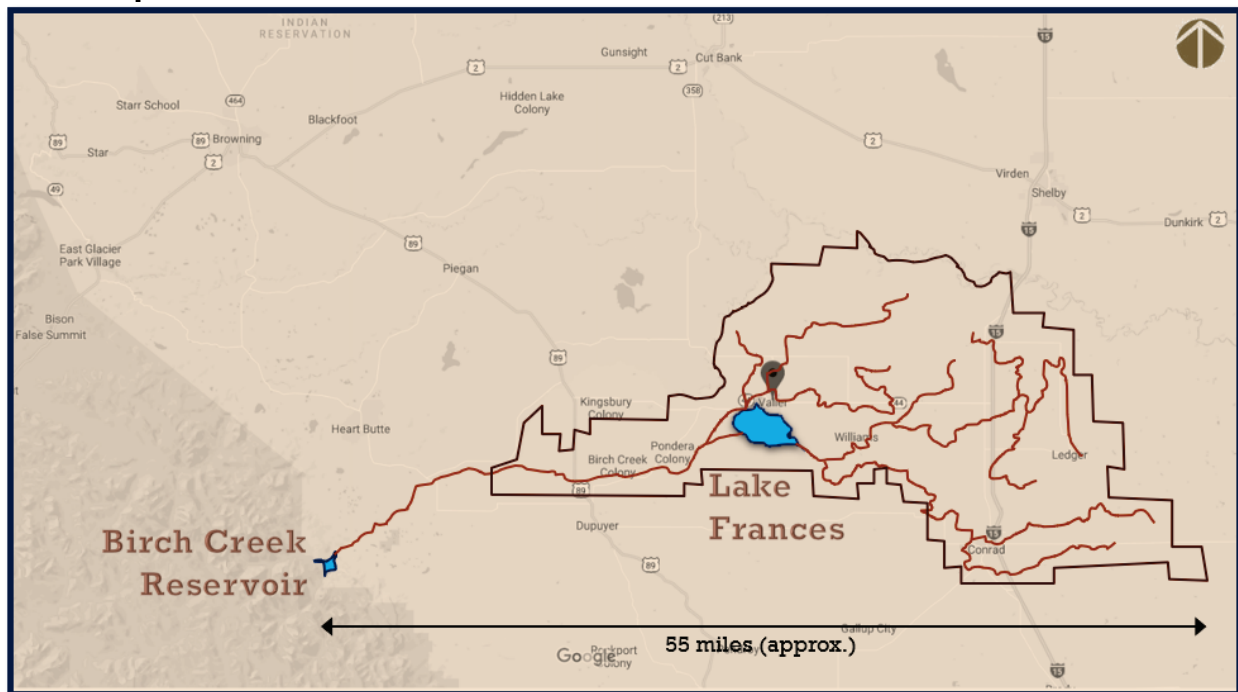 INDIAN
RESERVATION
(213)
15
Gunsight
2
2
Cut Bank
Starr School
464
Hidden Lake
Colony
358
Blackfoot
89
89
Browning
2
Star
2
49
Virden
Shelby
2
Dunkirk
2
15
East Glacier
Park Village
89
Piegan
Bison
False Summit
15
89
Kingsbury
Colony
Valier
44
Heart Butte
Williams
Pondera
Colony
Birch Creek
Colony
Ledger
89
Lake
Frances
Dupuyer
Birch Creek
Reservoir
15
Conrad
89
55 miles (approx.)
Gallup City
Google
Rockport
Colony
15